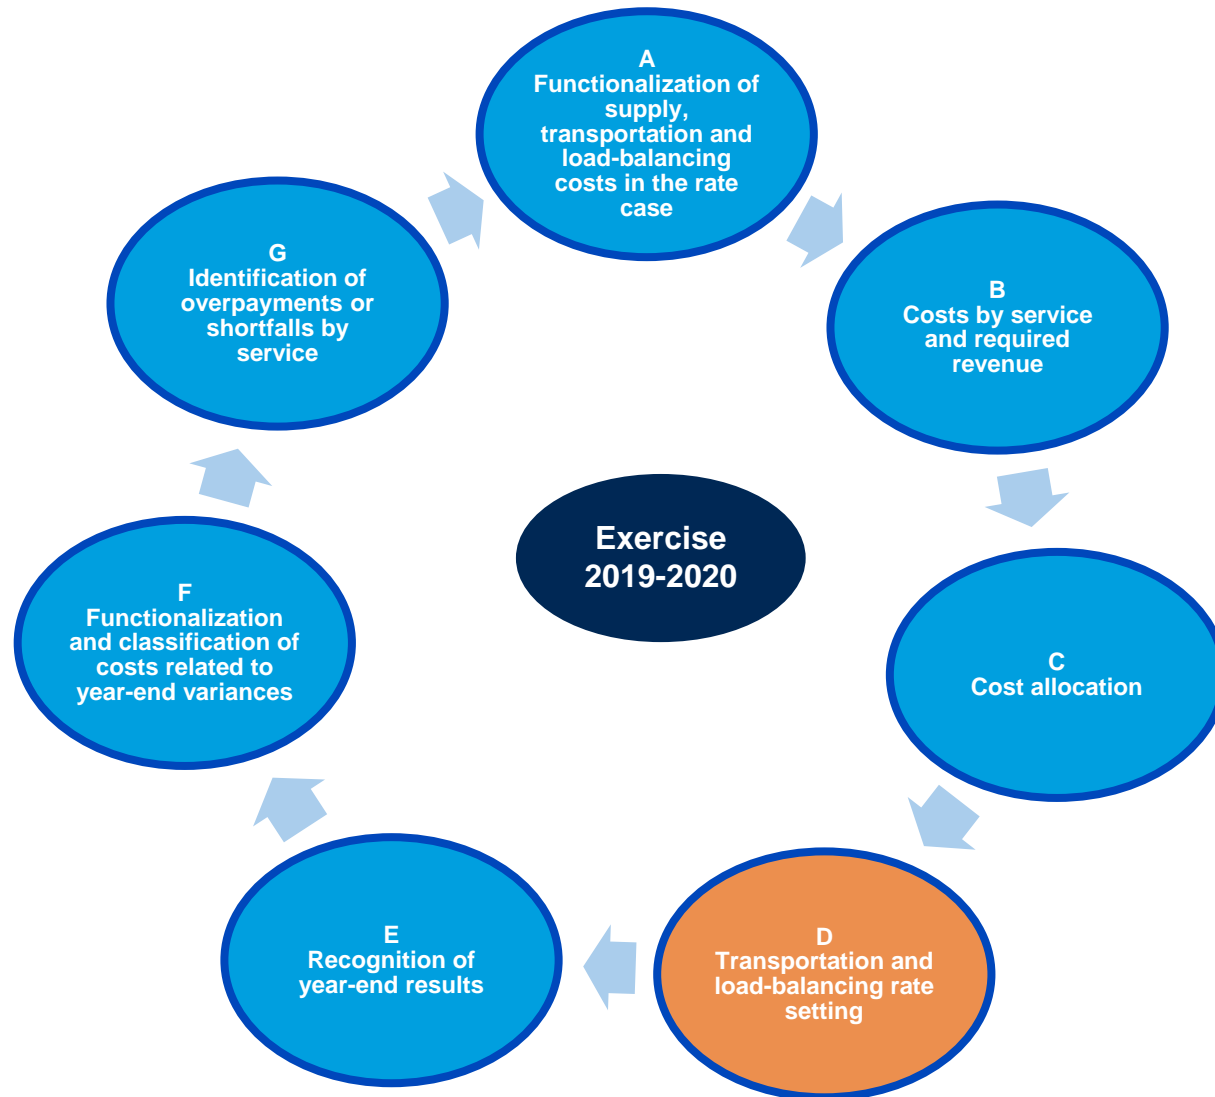 A
Functionalization of
supply,
transportation and
load-balancing
costs in the rate
case
B
Costs by service
and required
revenue
C
Cost allocation
D
Transportation and
load-balancing rate
setting
E
Recognition of
year-end results
F
Functionalization
and classification of
costs related to
year-end variances
G
Identification of
overpayments or
shortfalls by
service
Exercise
2019-2020